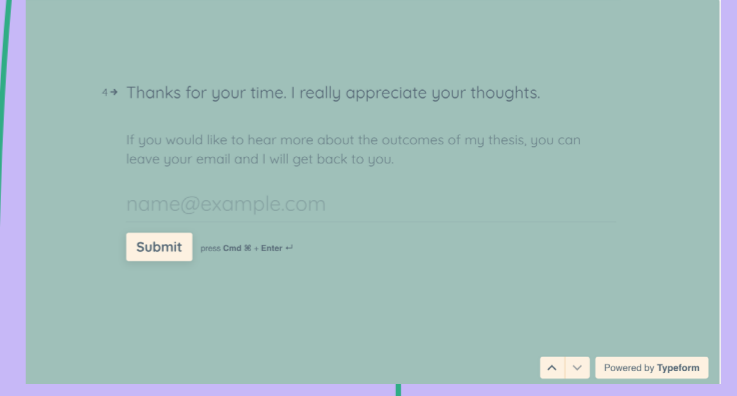 4→ Thanks for your time. I really appreciate your thoughts.
If you would like to hear more about the outcomes of my thesis, you can
leave your email and I will get back to you.
name@example.com
Submit press Cmd ⌘ + Enter ↵
Powered by Typeform